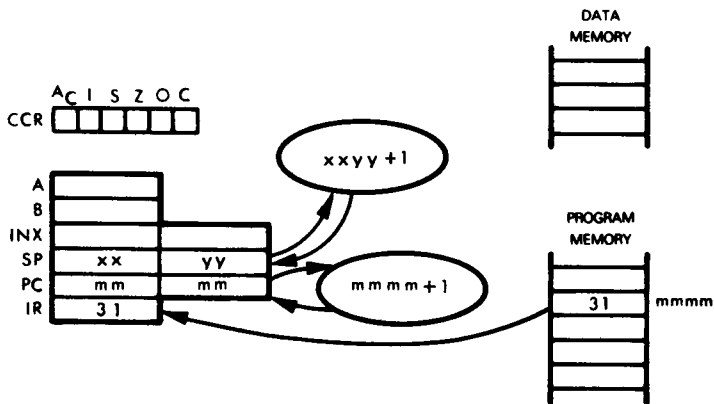 DATA
MEMORY
AC I S Z O C
CCR
xxyy+1
A
B
INX
SP xx yy
PC mm mm
IR 31
mmmm+1
PROGRAM
MEMORY
31 mmmm